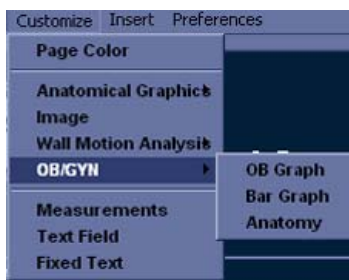 Customize Insert Preferences
Page Color
Anatomical Graphics
Image
Wall Motion Analysis
OB/GYN
OB Graph
Bar Graph
Anatomy
Measurements
Text Field
Fixed Text